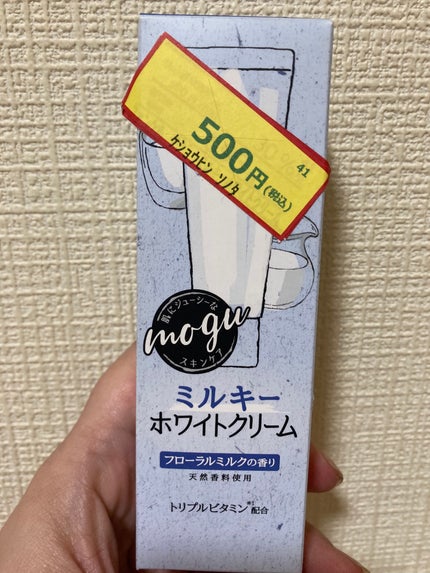 41
500円(税込)
ケショウヒン ソノタ
肌にジューシーな
mogu
スキンケア
ミルキー
ホワイトクリーム
フローラルミルクの香り
天然香料使用
トリプルビタミン※1配合